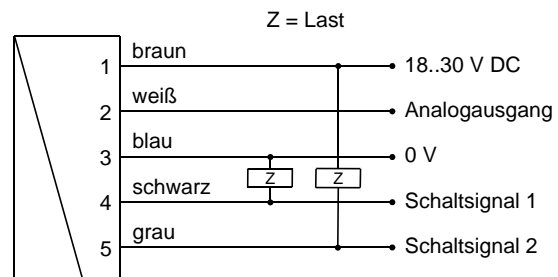 Z = Last
1 braun 18..30 V DC
2 weiß Analogausgang
3 blau 0 V
Z Z
4 schwarz Schaltsignal 1
5 grau Schaltsignal 2